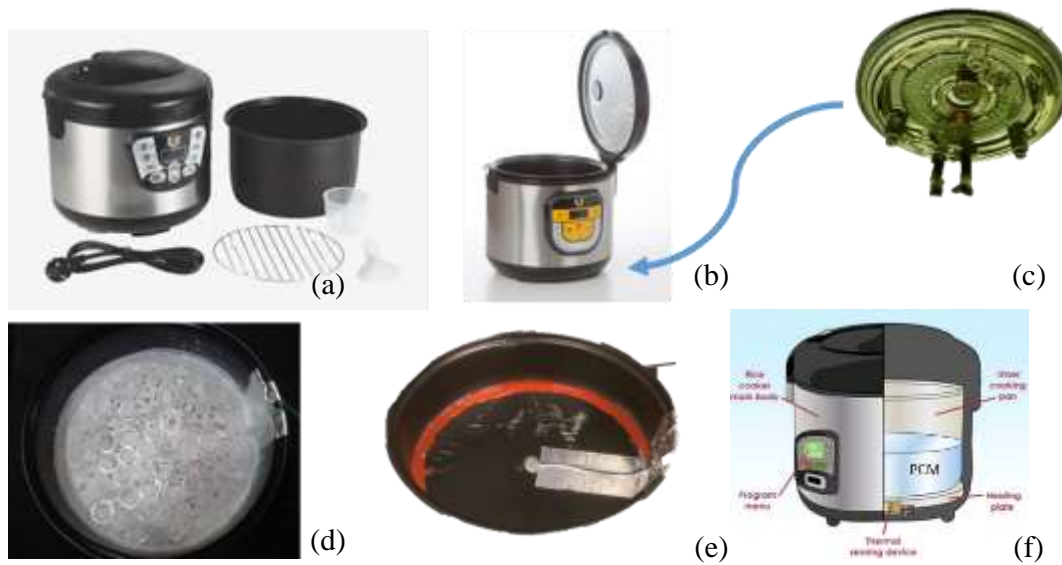 (a)
(b)
(c)
(d)
(e)
Rice
cooker
main body
Inner
cooking
pan
PCM
Program
menu
Heating
plate
Thermal
sensing device
(f)